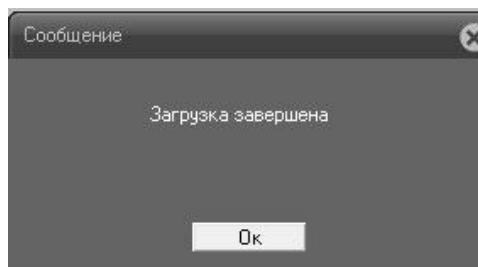 Сообщение
Загрузка завершена
Ок